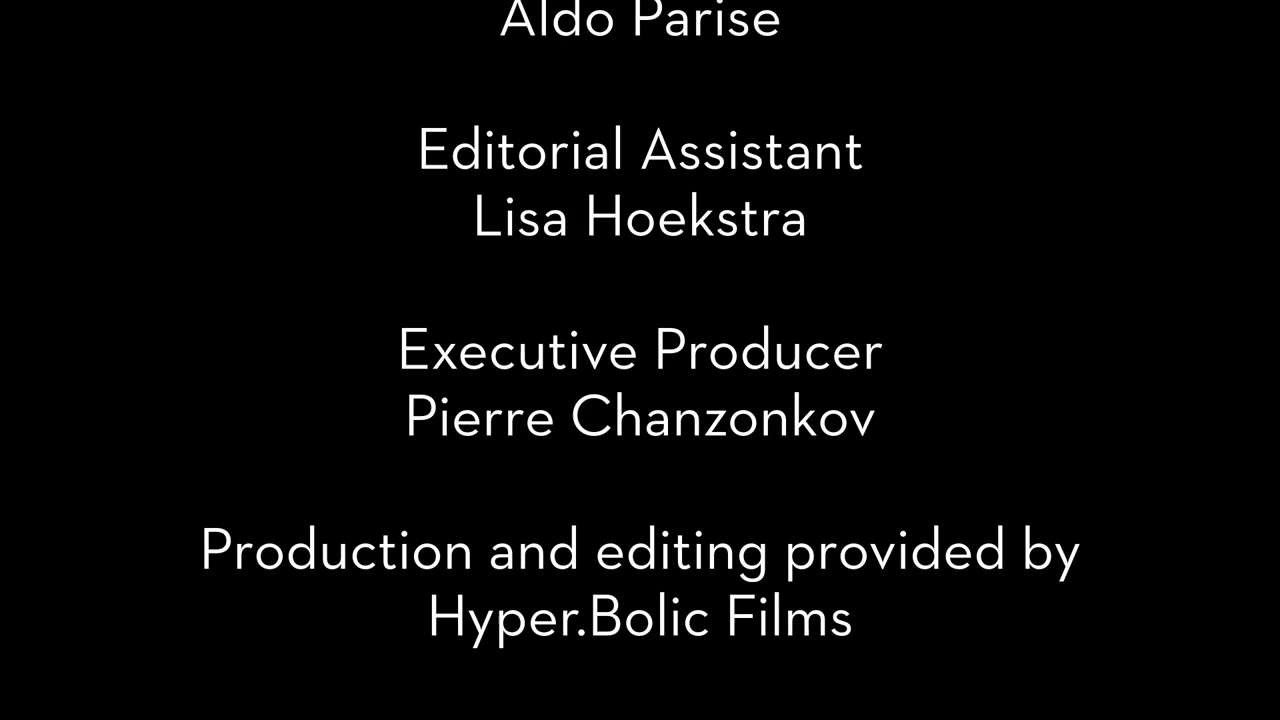 Aldo Parise
Editorial Assistant
Lisa Hoekstra
Executive Producer
Pierre Chanzonkov
Production and editing provided by
Hyper.Bolic Films